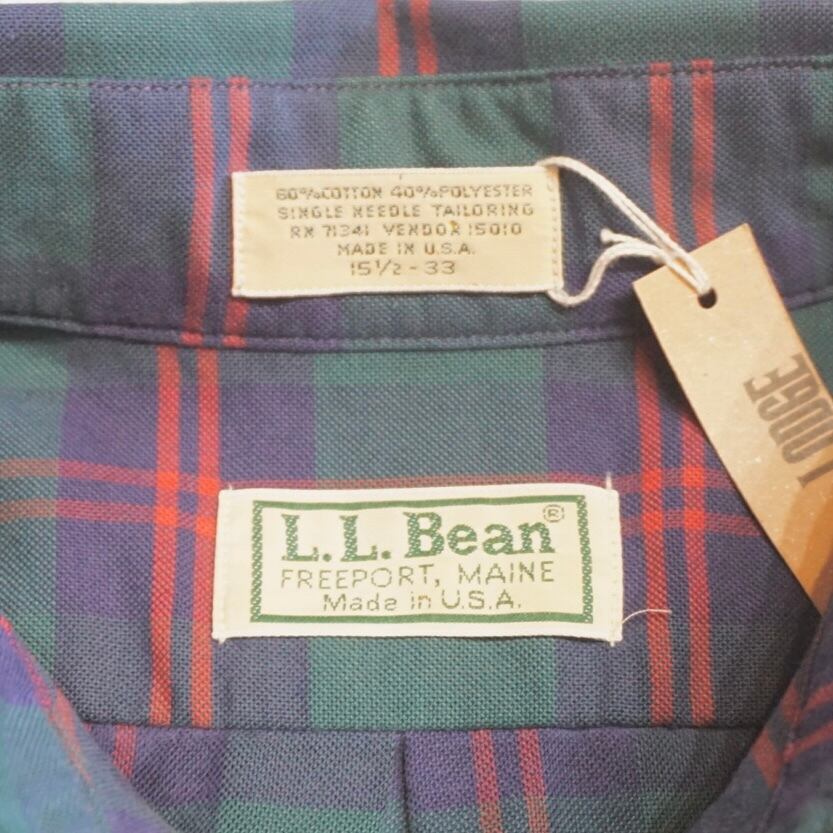 60%COTTON 40%POLYESTER
SINGLE NEEDLE TAILORING
RN 71341 VENDOR 15010
MADE IN U.S.A.
15½-33
LODGE
L.L.Bean®
FREEPORT, MAINE
Made in U.S.A.